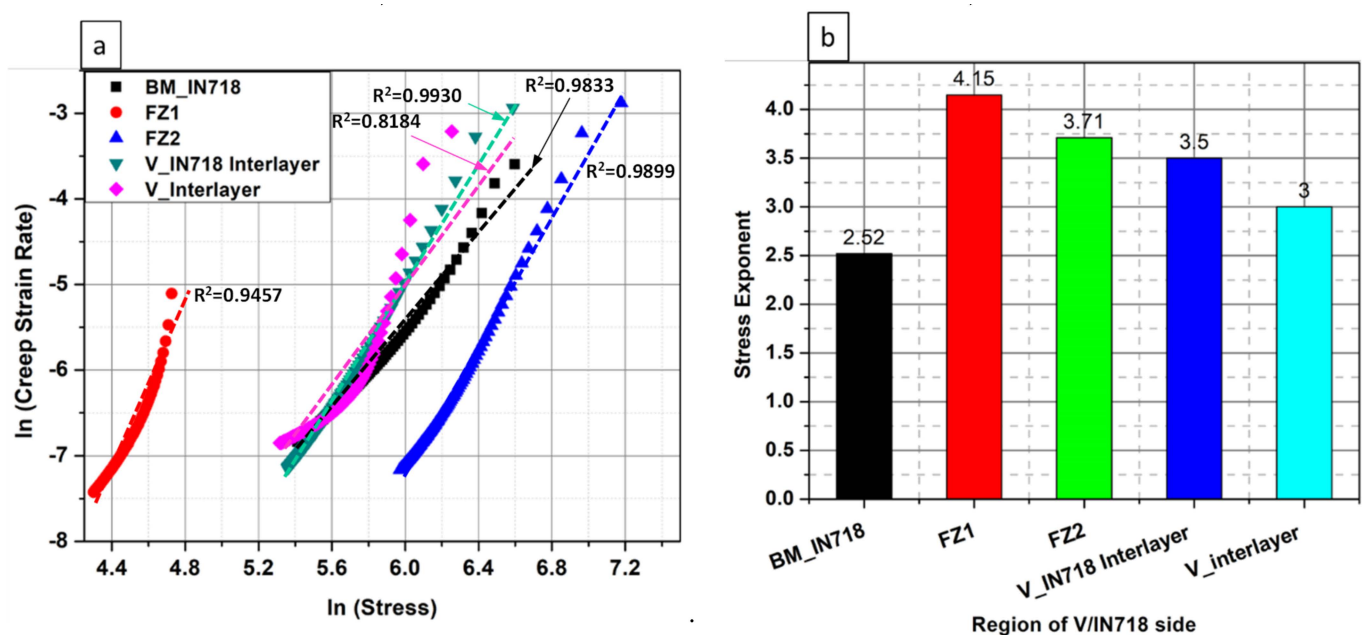 a
BM_IN718
FZ1
FZ2
V_IN718 Interlayer
V_Interlayer
R²=0.9930
R²=0.9833
R²=0.8184
R²=0.9899
R²=0.9457
-3
-4
-5
-6
-7
-8
ln (Creep Strain Rate)
4.4 4.8 5.2 5.6 6.0 6.4 6.8 7.2
ln (Stress)
b
4.15
3.71
3.5
3
2.52
4.0
3.5
3.0
2.5
2.0
1.5
1.0
0.5
0.0
Stress Exponent
BM_IN718
FZ1
FZ2
V_IN718 Interlayer
V_interlayer
Region of V/IN718 side